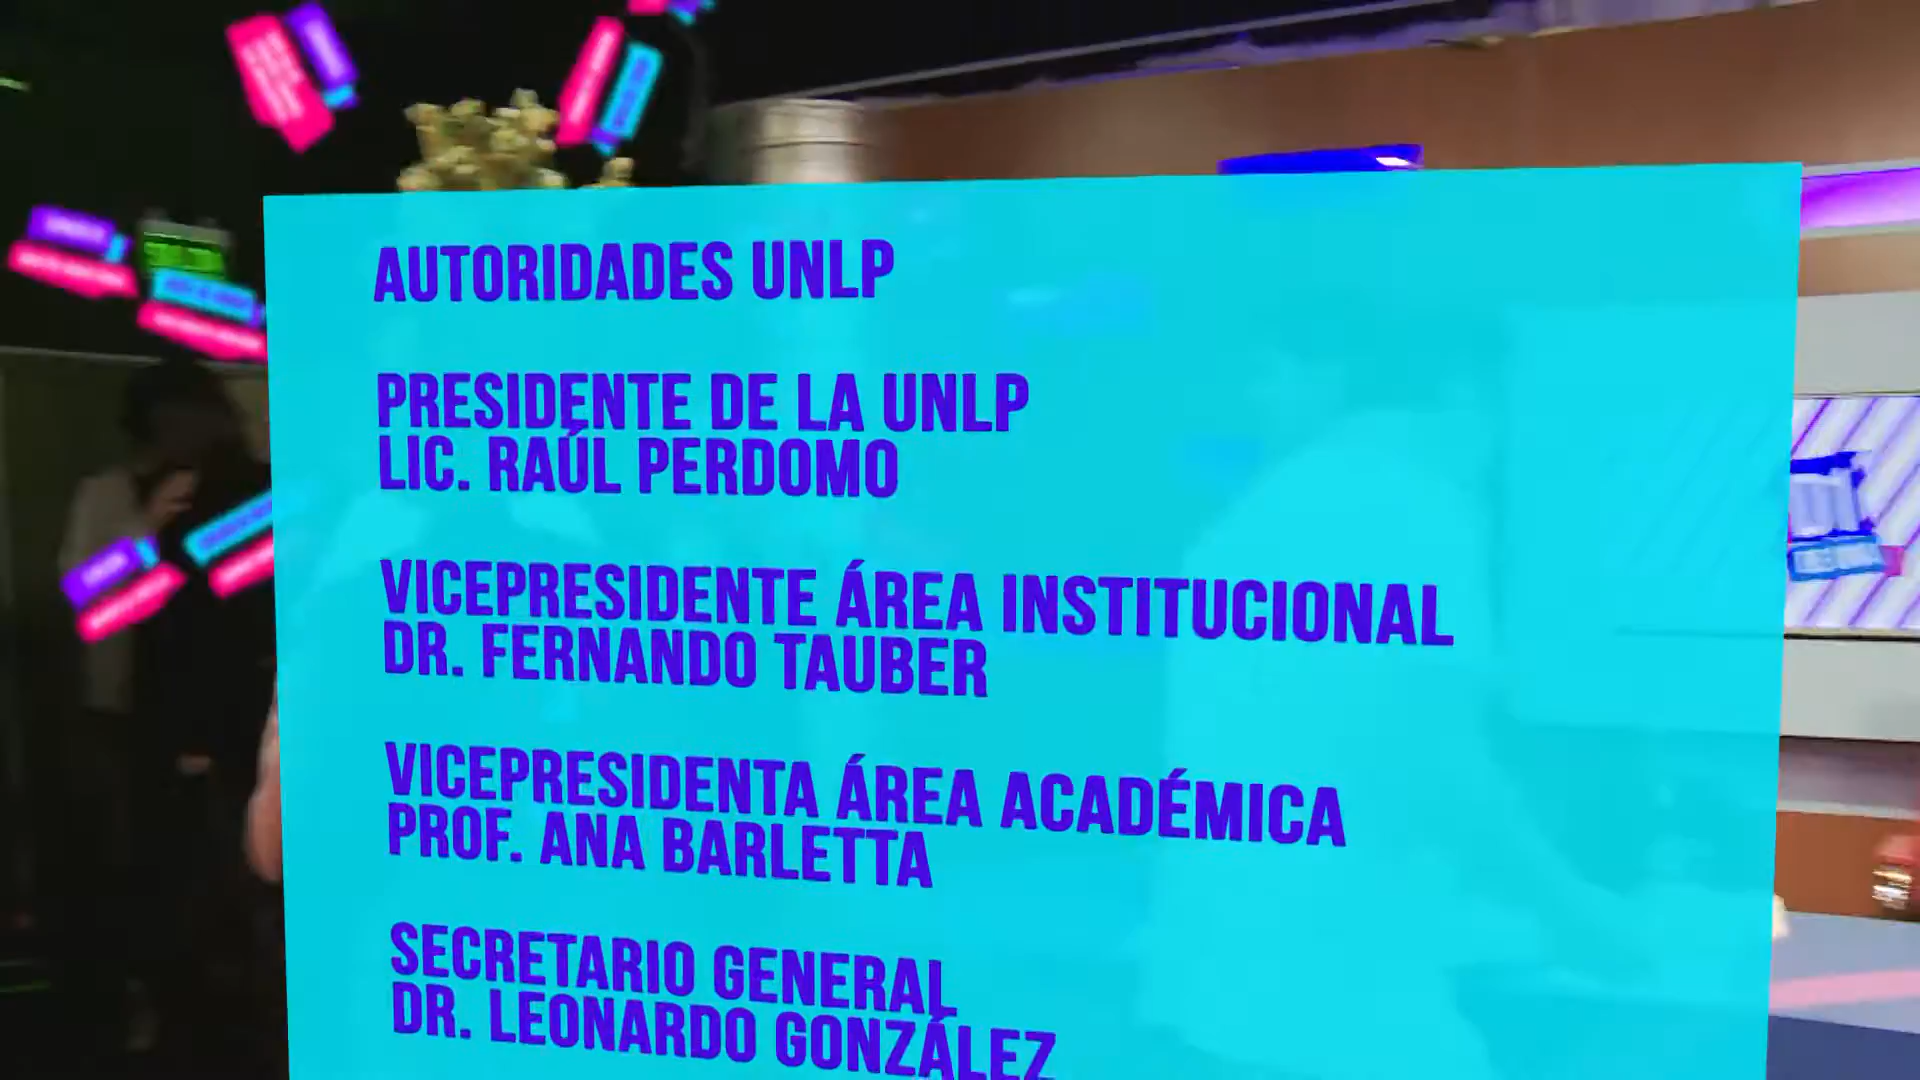 AUTORIDADES UNLP
PRESIDENTE DE LA UNLP
LIC. RAÚL PERDOMO
VICEPRESIDENTE ÁREA INSTITUCIONAL
DR. FERNANDO TAUBER
VICEPRESIDENTA ÁREA ACADÉMICA
PROF. ANA BARLETTA
SECRETARIO GENERAL
DR. LEONARDO GONZÁLEZ